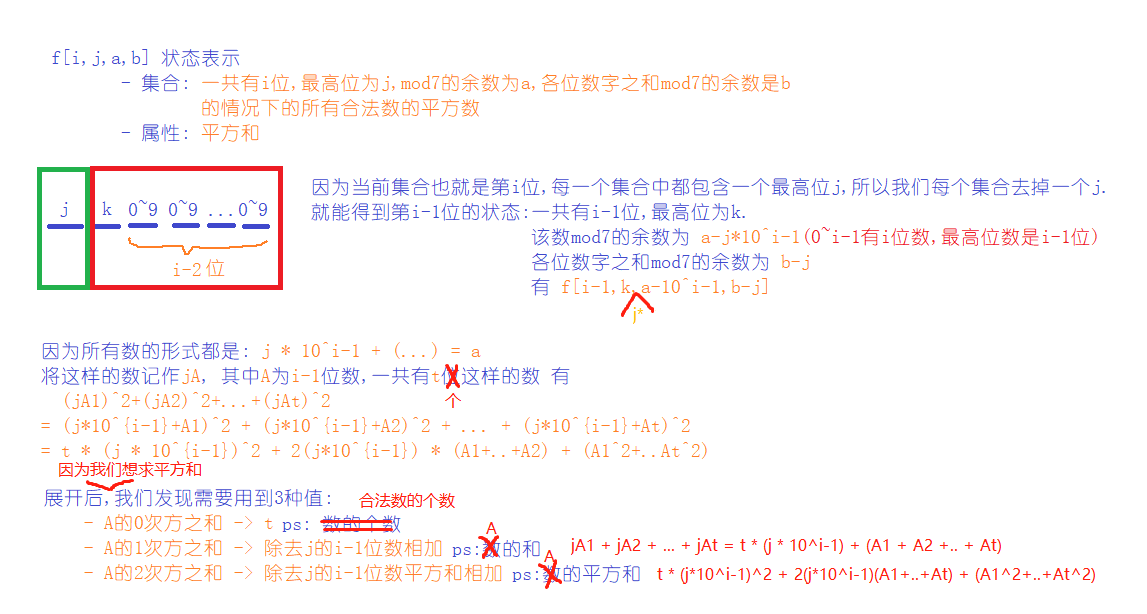 f[i,j,a,b] 状态表示
- 集合: 一共有i位,最高位为j,mod7的余数为a,各位数字之和mod7的余数是b
的情况下的所有合法数的平方数
- 属性: 平方和
j k 0~9 0~9 ...0~9
i-2位
因为当前集合也就是第i位,每一个集合中都包含一个最高位j,所以我们每个集合去掉一个j.
就能得到第i-1位的状态:一共有i-1位,最高位为k.
该数mod7的余数为 a-j*10^i-1(0~i-1有i位数,最高位数是i-1位)
各位数字之和mod7的余数为 b-j
有 f[i-1,k,a-10^i-1,b-j]
j*
因为所有数的形式都是: j * 10^i-1 + (...) = a
将这样的数记作jA, 其中A为i-1位数,一共有t位这样的数 有
个
(jA1)^2+(jA2)^2+...+(jAt)^2
= (j*10^{i-1}+A1)^2 + (j*10^{i-1}+A2)^2 + ... + (j*10^{i-1}+At)^2
= t * (j * 10^{i-1})^2 + 2(j*10^{i-1}) * (A1+..+A2) + (A1^2+..At^2)
因为我们想求平方和
展开后,我们发现需要用到3种值: 合法数的个数
- A的0次方之和 -> t ps: 数的个数
A
- A的1次方之和 -> 除去j的i-1位数相加 ps:数的和 jA1 + jA2 + ... + jAt = t * (j * 10^i-1) + (A1 + A2 +.. + At)
A
- A的2次方之和 -> 除去j的i-1位数平方和相加 ps:数的平方和 t * (j*10^i-1)^2 + 2(j*10^i-1)(A1+..+At) + (A1^2+..+At^2)